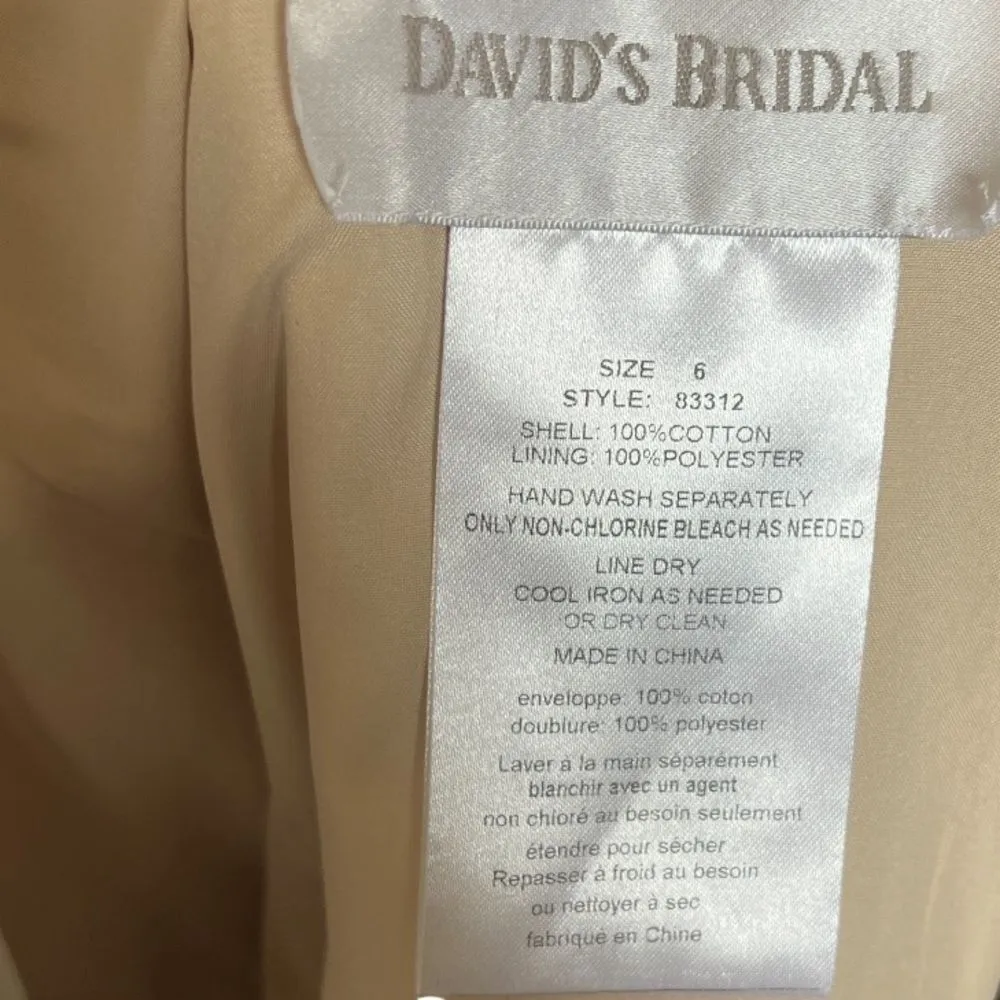 DAVID'S BRIDAL
SIZE 6
STYLE: 83312
SHELL: 100%COTTON
LINING: 100%POLYESTER
HAND WASH SEPARATELY
ONLY NON-CHLORINE BLEACH AS NEEDED
LINE DRY
COOL IRON AS NEEDED
OR DRY CLEAN
MADE IN CHINA
enveloppe: 100% coton
doublure: 100% polyester
Laver a la main séparément
blanchir avec un agent
non chloré au besoin seulement
étendre pour sécher
Repasser à froid au besoin
ou nettoyer à sec
fabriqué en Chine